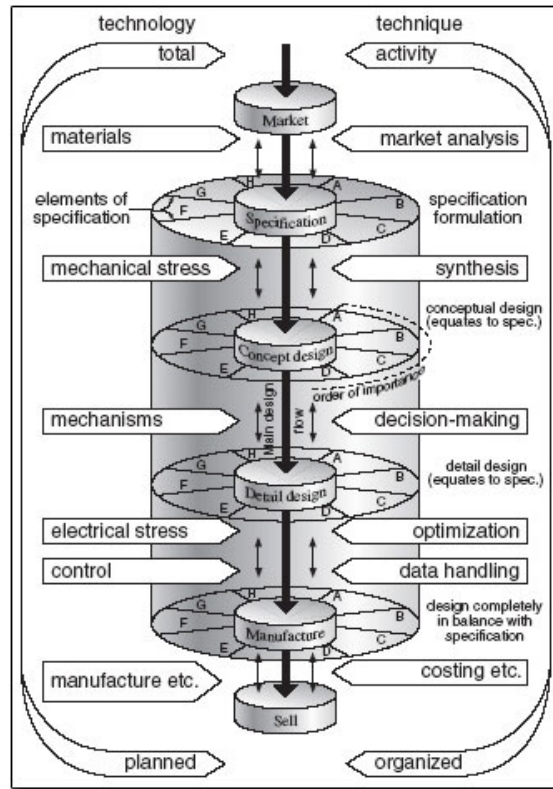 technology
technique
total
activity
Market
materials
market analysis
elements of
specification
H
A
G
B
F
C
E
D
Specification
specification
formulation
mechanical stress
synthesis
conceptual design
(equates to spec.)
H
A
G
B
F
C
E
D
Concept design
order of importance
mechanisms
Main design
flow
decision-making
H
A
G
B
F
C
E
D
Detail design
detail design
(equates to spec.)
electrical stress
optimization
control
data handling
H
A
G
B
F
C
E
D
Manufacture
design completely
in balance with
specification
manufacture etc.
costing etc.
Sell
planned
organized